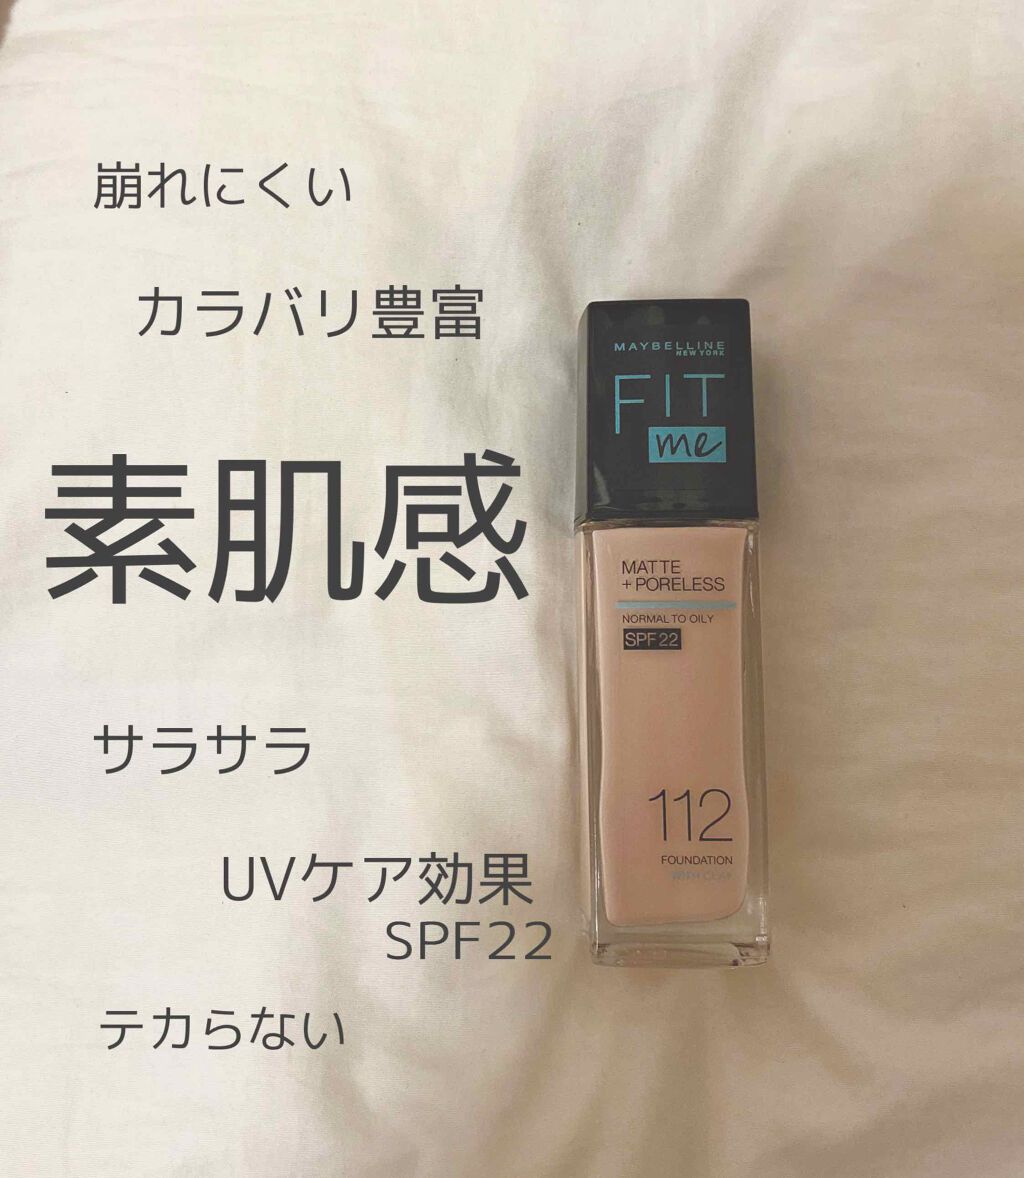 崩れにくい
カラバリ豊富
MAYBELLINE
NEW YORK
FIT
me
素肌感
MATTE
+ PORELESS
NORMAL TO OILY
SPF 22
サラサラ
112
FOUNDATION
WITH CLAY
UVケア効果
SPF22
テカらない